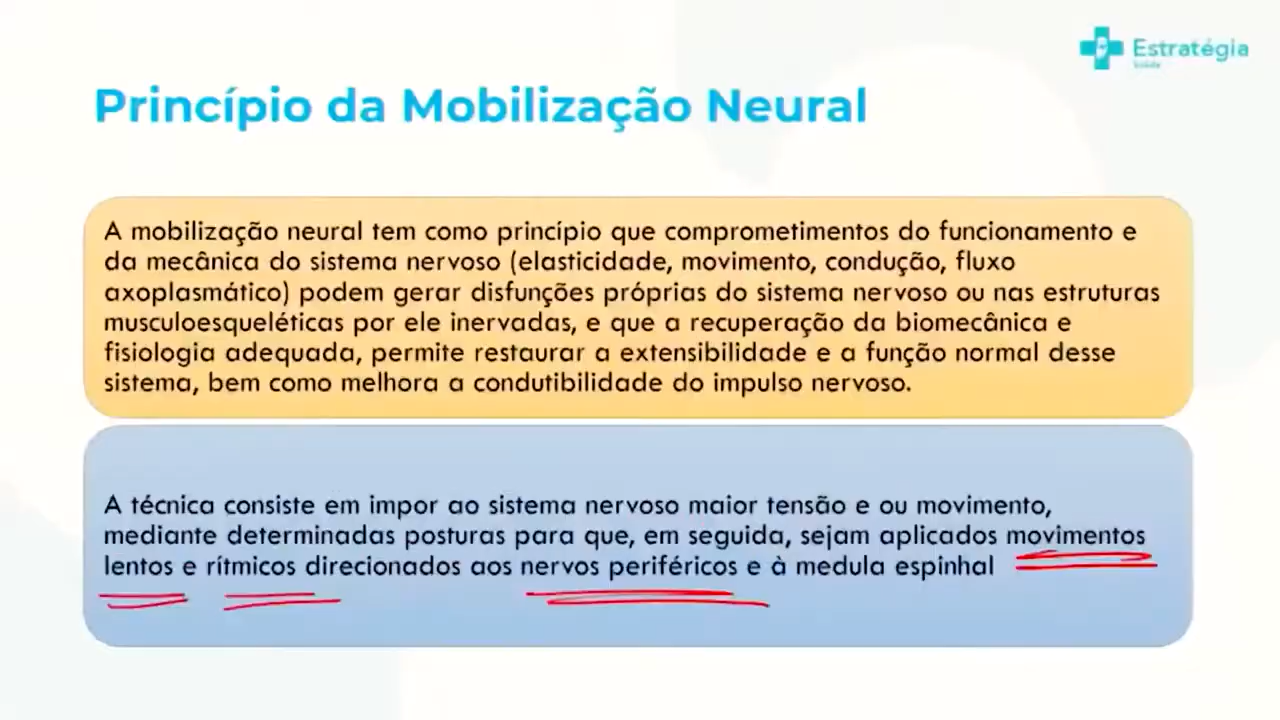 Estratégia
Saúde
Princípio da Mobilização Neural
A mobilização neural tem como princípio que comprometimentos do funcionamento e
da mecânica do sistema nervoso (elasticidade, movimento, condução, fluxo
axoplasmático) podem gerar disfunções próprias do sistema nervoso ou nas estruturas
musculoesqueléticas por ele inervadas, e que a recuperação da biomecânica e
fisiologia adequada, permite restaurar a extensibilidade e a função normal desse
sistema, bem como melhora a condutibilidade do impulso nervoso.
A técnica consiste em impor ao sistema nervoso maior tensão e ou movimento,
mediante determinadas posturas para que, em seguida, sejam aplicados movimentos
lentos e rítmicos direcionados aos nervos periféricos e à medula espinhal